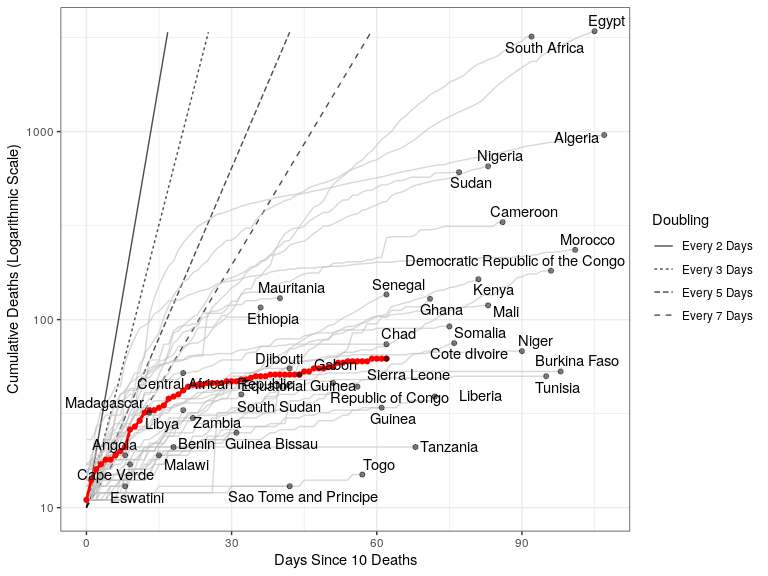 Egypt
South Africa
1000
Algeria
Nigeria
Sudan
Cameroon
Morocco
Democratic Republic of the Congo
Mauritania
Senegal
Kenya
Ethiopia
Ghana
Mali
100
Chad
Somalia
Niger
Djibouti
Gabon
Cote dIvoire
Burkina Faso
Central African Republic
Equatorial Guinea
Sierra Leone
Tunisia
Madagascar
South Sudan
Republic of Congo
Liberia
Libya
Zambia
Guinea
Angola
Benin
Guinea Bissau
Tanzania
Cape Verde
Malawi
Togo
Eswatini
Sao Tome and Principe
10
0
30
60
90
Days Since 10 Deaths
Cumulative Deaths (Logarithmic Scale)
Doubling
Every 2 Days
Every 3 Days
Every 5 Days
Every 7 Days